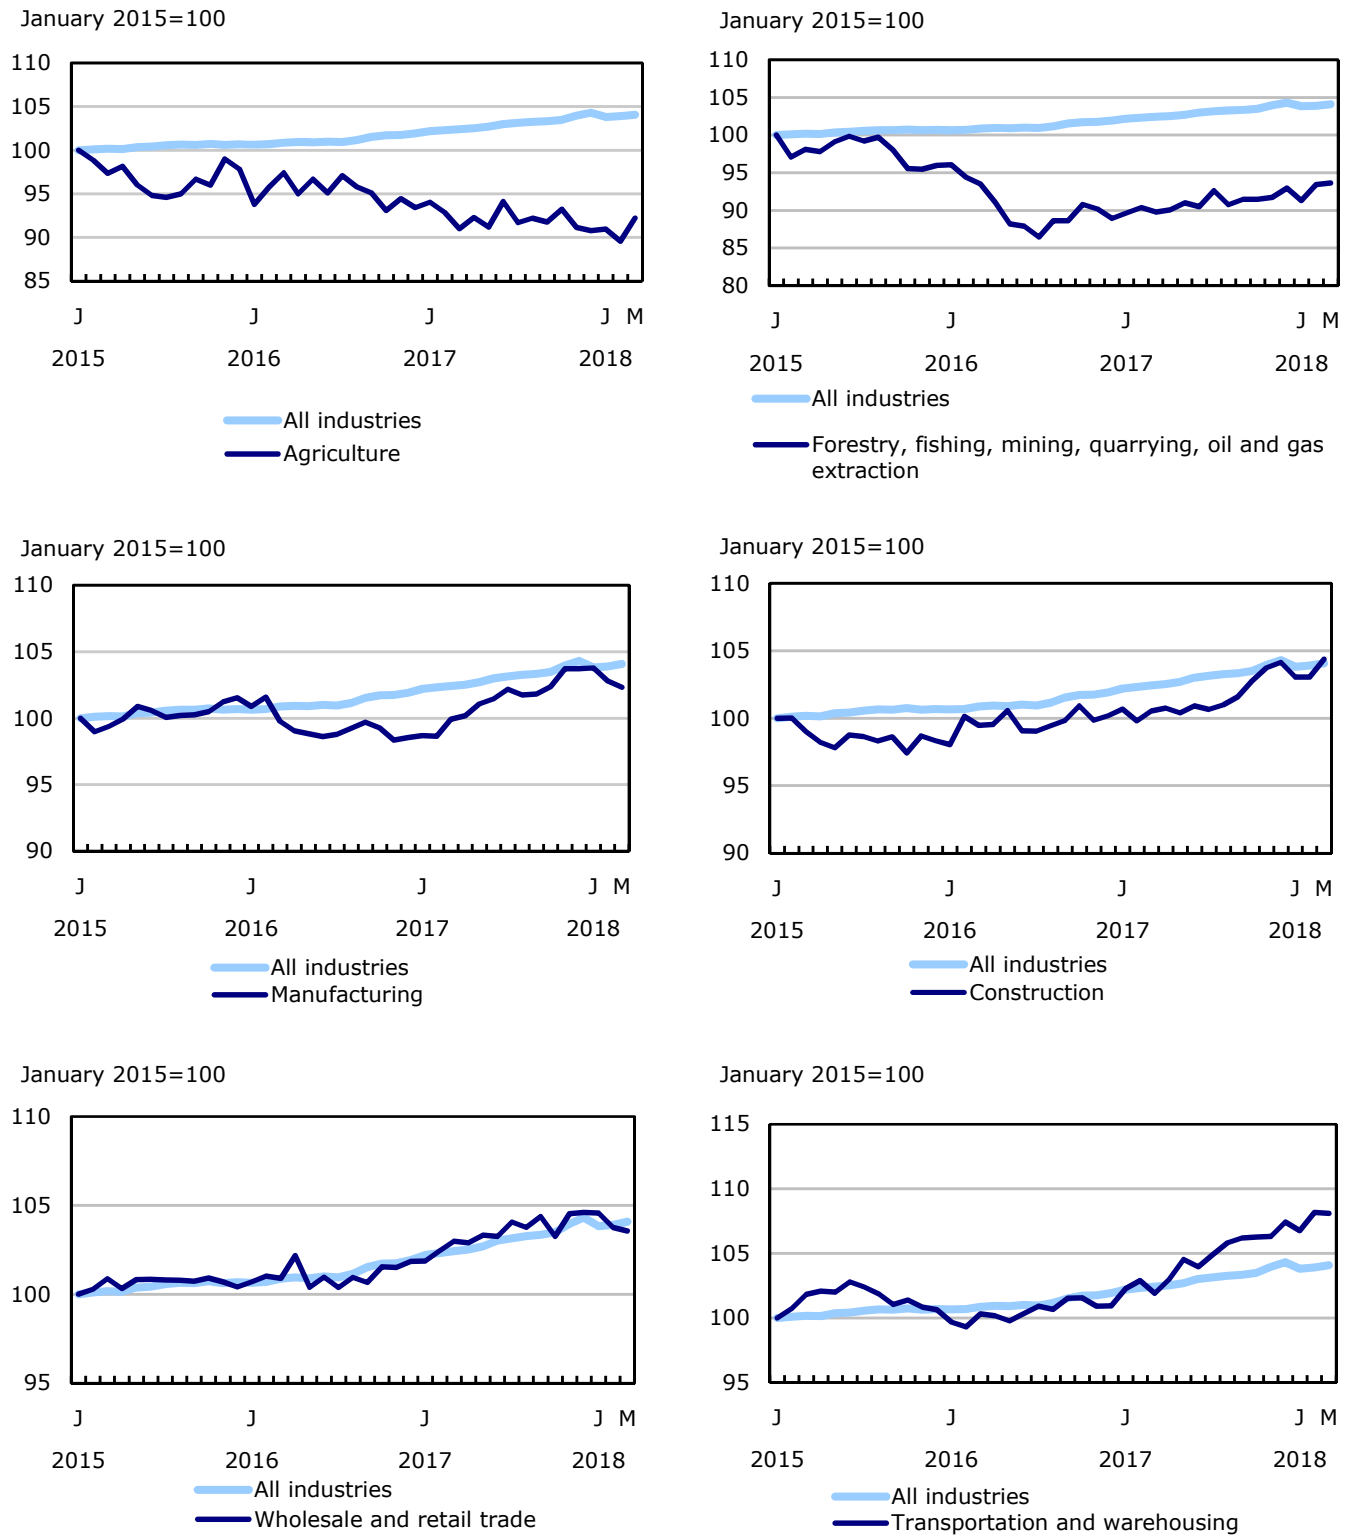 January 2015=100
110
105
100
95
90
85
J J J J M
2015 2016 2017 2018
All industries
Agriculture
January 2015=100
110
105
100
95
90
85
80
J J J J M
2015 2016 2017 2018
All industries
Forestry, fishing, mining, quarrying, oil and gas
extraction
January 2015=100
110
105
100
95
90
J J J J M
2015 2016 2017 2018
All industries
Manufacturing
January 2015=100
110
105
100
95
90
J J J J M
2015 2016 2017 2018
All industries
Construction
January 2015=100
110
105
100
95
J J J J M
2015 2016 2017 2018
All industries
Wholesale and retail trade
January 2015=100
115
110
105
100
95
J J J J M
2015 2016 2017 2018
All industries
Transportation and warehousing